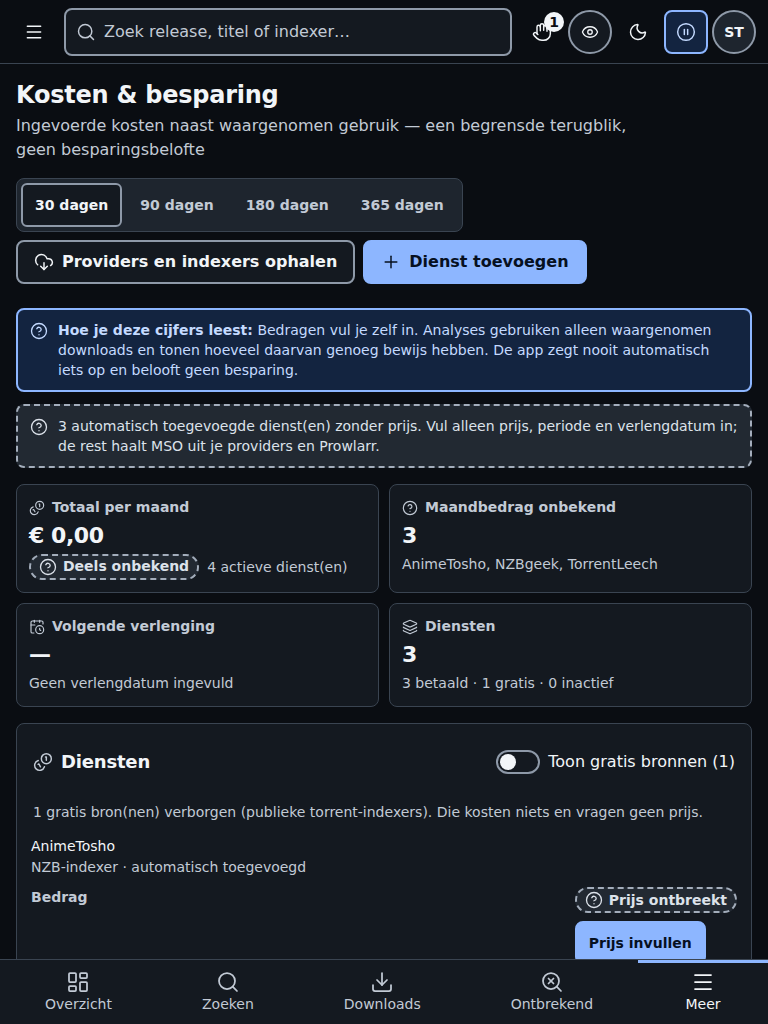 Zoek release, titel of indexer...
1
ST
Kosten & besparing
Ingevoerde kosten naast waargenomen gebruik — een begrensde terugblik,
geen besparingsbelofte
30 dagen
90 dagen
180 dagen
365 dagen
Providers en indexers ophalen
Dienst toevoegen
Hoe je deze cijfers leest: Bedragen vul je zelf in. Analyses gebruiken alleen waargenomen
downloads en tonen hoeveel daarvan genoeg bewijs hebben. De app zegt nooit automatisch
iets op en belooft geen besparing.
3 automatisch toegevoegde dienst(en) zonder prijs. Vul alleen prijs, periode en verlengdatum in;
de rest haalt MSO uit je providers en Prowlarr.
Totaal per maand
€ 0,00
Deels onbekend 4 actieve dienst(en)
Maandbedrag onbekend
3
AnimeTosho, NZBgeek, TorrentLeech
Volgende verlenging
—
Geen verlengdatum ingevuld
Diensten
3
3 betaald · 1 gratis · 0 inactief
Diensten
Toon gratis bronnen (1)
1 gratis bron(nen) verborgen (publieke torrent-indexers). Die kosten niets en vragen geen prijs.
AnimeTosho
NZB-indexer · automatisch toegevoegd
Bedrag
Prijs ontbreekt
Prijs invullen
Overzicht
Zoeken
Downloads
Ontbrekend
Meer